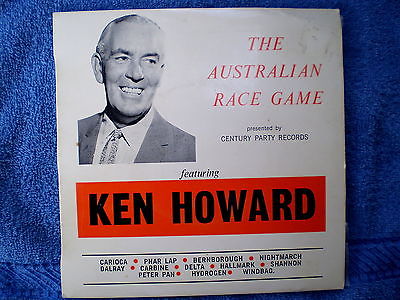 THE
AUSTRALIAN
RACE GAME
presented by
CENTURY PARTY RECORDS
featuring
KEN HOWARD
CARIOCA • PHAR LAP • BERNBOROUGH • NIGHTMARCH
DALRAY • CARBINE • DELTA • HALLMARK • SHANNON
PETER PAN • HYDROGEN • WINDBAG.